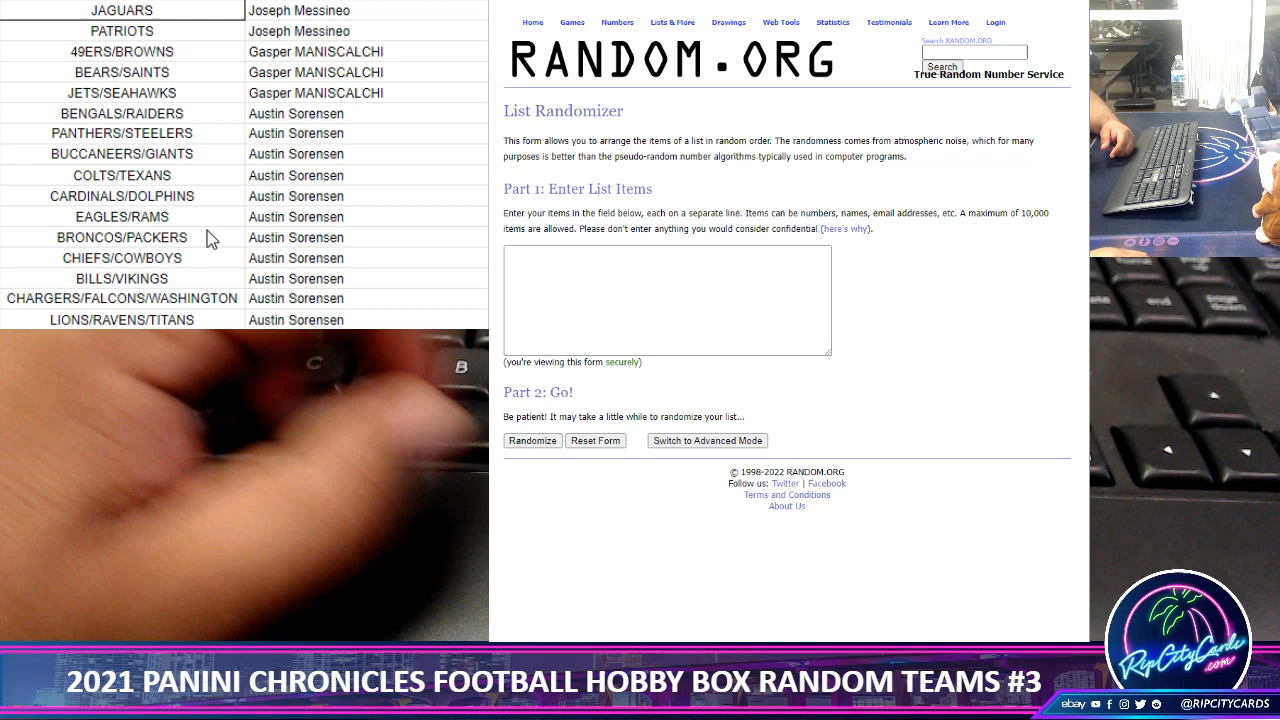 JAGUARS Joseph Messineo
PATRIOTS Joseph Messineo
49ERS/BROWNS Gasper MANISCALCHI
BEARS/SAINTS Gasper MANISCALCHI
JETS/SEAHAWKS Gasper MANISCALCHI
BENGALS/RAIDERS Austin Sorensen
PANTHERS/STEELERS Austin Sorensen
BUCCANEERS/GIANTS Austin Sorensen
COLTS/TEXANS Austin Sorensen
CARDINALS/DOLPHINS Austin Sorensen
EAGLES/RAMS Austin Sorensen
BRONCOS/PACKERS Austin Sorensen
CHIEFS/COWBOYS Austin Sorensen
BILLS/VIKINGS Austin Sorensen
CHARGERS/FALCONS/WASHINGTON Austin Sorensen
LIONS/RAVENS/TITANS Austin Sorensen
Home Games Numbers Lists & More Drawings Web Tools Statistics Testimonials Learn More Login
RANDOM.ORG
Search RANDOM.ORG
Search
True Random Number Service
List Randomizer
This form allows you to arrange the items of a list in random order. The randomness comes from atmospheric noise, which for many
purposes is better than the pseudo-random number algorithms typically used in computer programs.
Part 1: Enter List Items
Enter your items in the field below, each on a separate line. Items can be numbers, names, email addresses, etc. A maximum of 10,000
items are allowed. Please don't enter anything you would consider confidential (here's why).
(you're viewing this form securely)
Part 2: Go!
Be patient! It may take a little while to randomize your list...
Randomize Reset Form Switch to Advanced Mode
© 1998-2022 RANDOM.ORG
Follow us: Twitter | Facebook
Terms and Conditions
About Us
C
B
end
page
down
2021 PANINI CHRONICLES FOOTBALL HOBBY BOX RANDOM TEAMS #3
RipCityCards
.com
ebay @RIPCITYCARDS